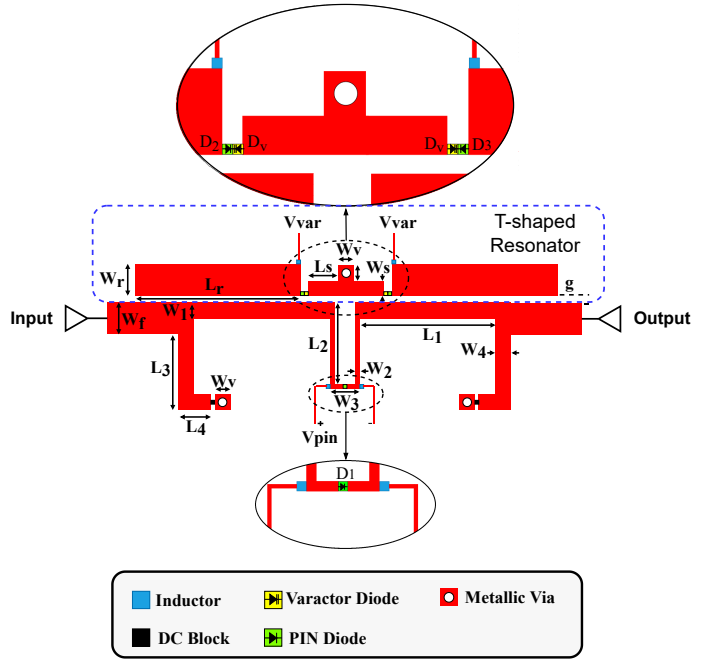 D2 Dv Dv D3
Vvar Vvar
T-shaped
Resonator
Wv
Ls Ws
Wr
Lr
g
Input Wf W1 L2 L1 Output
L3 W4
W2
Wv
W3
L4
Vpin
D1
Inductor Varactor Diode Metallic Via
DC Block PIN Diode